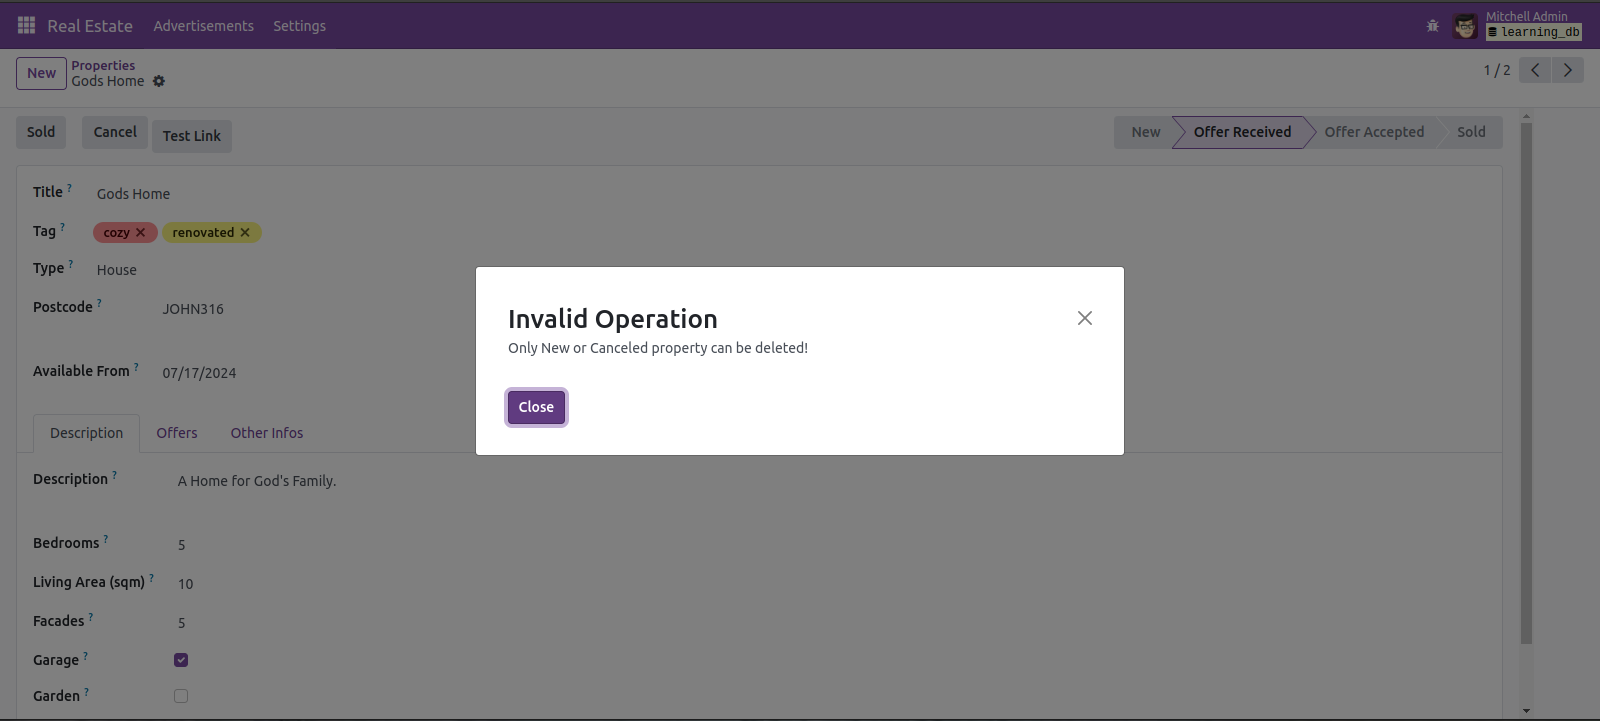 Real Estate Advertisements Settings Mitchell Admin
learning_db
New Properties
Gods Home
1 / 2
Sold Cancel Test Link New Offer Received Offer Accepted Sold
Title ? Gods Home
Tag ? cozy × renovated ×
Type ? House
Postcode ? JOHN316
Available From ? 07/17/2024
Invalid Operation
Only New or Canceled property can be deleted!
Close
Description Offers Other Infos
Description ? A Home for God's Family.
Bedrooms ? 5
Living Area (sqm) ? 10
Facades ? 5
Garage ?
Garden ?